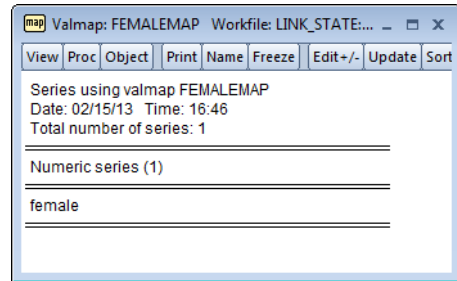 map Valmap: FEMALEMAP Workfile: LINK_STATE:...
View Proc Object Print Name Freeze Edit+/- Update Sort
Series using valmap FEMALEMAP
Date: 02/15/13 Time: 16:46
Total number of series: 1
Numeric series (1)
female